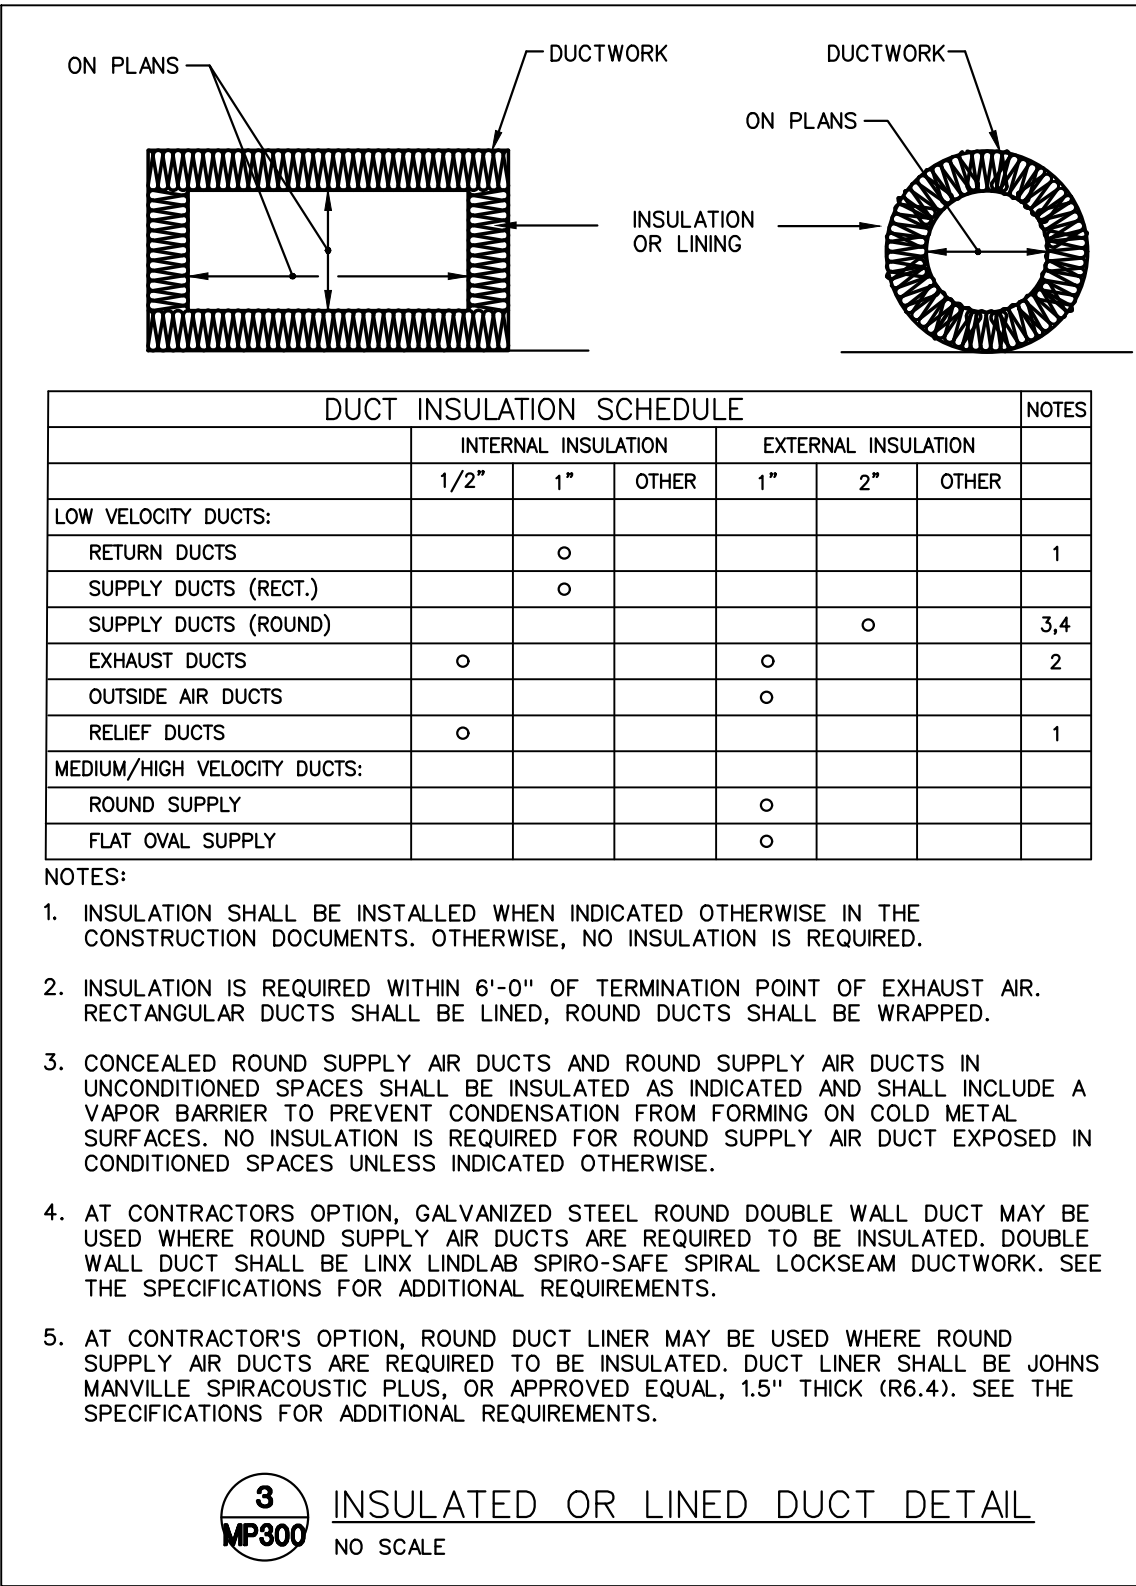 ON PLANS
DUCTWORK
DUCTWORK
ON PLANS
INSULATION
OR LINING
DUCT INSULATION SCHEDULE NOTES
INTERNAL INSULATION EXTERNAL INSULATION
1/2" 1" OTHER 1" 2" OTHER
LOW VELOCITY DUCTS:
RETURN DUCTS 1
SUPPLY DUCTS (RECT.)
SUPPLY DUCTS (ROUND) 3,4
EXHAUST DUCTS 2
OUTSIDE AIR DUCTS
RELIEF DUCTS 1
MEDIUM/HIGH VELOCITY DUCTS:
ROUND SUPPLY
FLAT OVAL SUPPLY
NOTES:
1. INSULATION SHALL BE INSTALLED WHEN INDICATED OTHERWISE IN THE
CONSTRUCTION DOCUMENTS. OTHERWISE, NO INSULATION IS REQUIRED.
2. INSULATION IS REQUIRED WITHIN 6'-0" OF TERMINATION POINT OF EXHAUST AIR.
RECTANGULAR DUCTS SHALL BE LINED, ROUND DUCTS SHALL BE WRAPPED.
3. CONCEALED ROUND SUPPLY AIR DUCTS AND ROUND SUPPLY AIR DUCTS IN
UNCONDITIONED SPACES SHALL BE INSULATED AS INDICATED AND SHALL INCLUDE A
VAPOR BARRIER TO PREVENT CONDENSATION FROM FORMING ON COLD METAL
SURFACES. NO INSULATION IS REQUIRED FOR ROUND SUPPLY AIR DUCT EXPOSED IN
CONDITIONED SPACES UNLESS INDICATED OTHERWISE.
4. AT CONTRACTORS OPTION, GALVANIZED STEEL ROUND DOUBLE WALL DUCT MAY BE
USED WHERE ROUND SUPPLY AIR DUCTS ARE REQUIRED TO BE INSULATED. DOUBLE
WALL DUCT SHALL BE LINX LINDLAB SPIRO-SAFE SPIRAL LOCKSEAM DUCTWORK. SEE
THE SPECIFICATIONS FOR ADDITIONAL REQUIREMENTS.
5. AT CONTRACTOR'S OPTION, ROUND DUCT LINER MAY BE USED WHERE ROUND
SUPPLY AIR DUCTS ARE REQUIRED TO BE INSULATED. DUCT LINER SHALL BE JOHNS
MANVILLE SPIRACOUSTIC PLUS, OR APPROVED EQUAL, 1.5" THICK (R6.4). SEE THE
SPECIFICATIONS FOR ADDITIONAL REQUIREMENTS.
3
MP300
INSULATED OR LINED DUCT DETAIL
NO SCALE